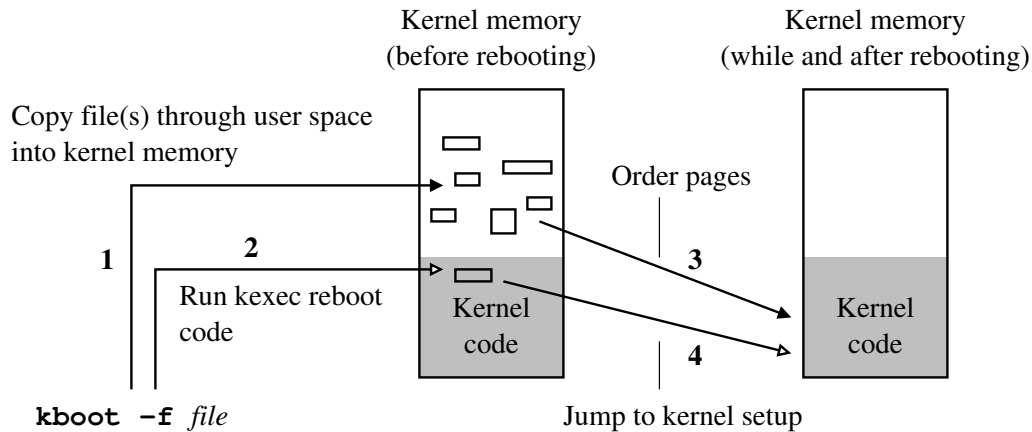 Kernel memory
(before rebooting)
Kernel memory
(while and after rebooting)
Copy file(s) through user space
into kernel memory
Order pages
1
2
3
Run kexec reboot
code
Kernel
code
Kernel
code
4
kboot −f file
Jump to kernel setup